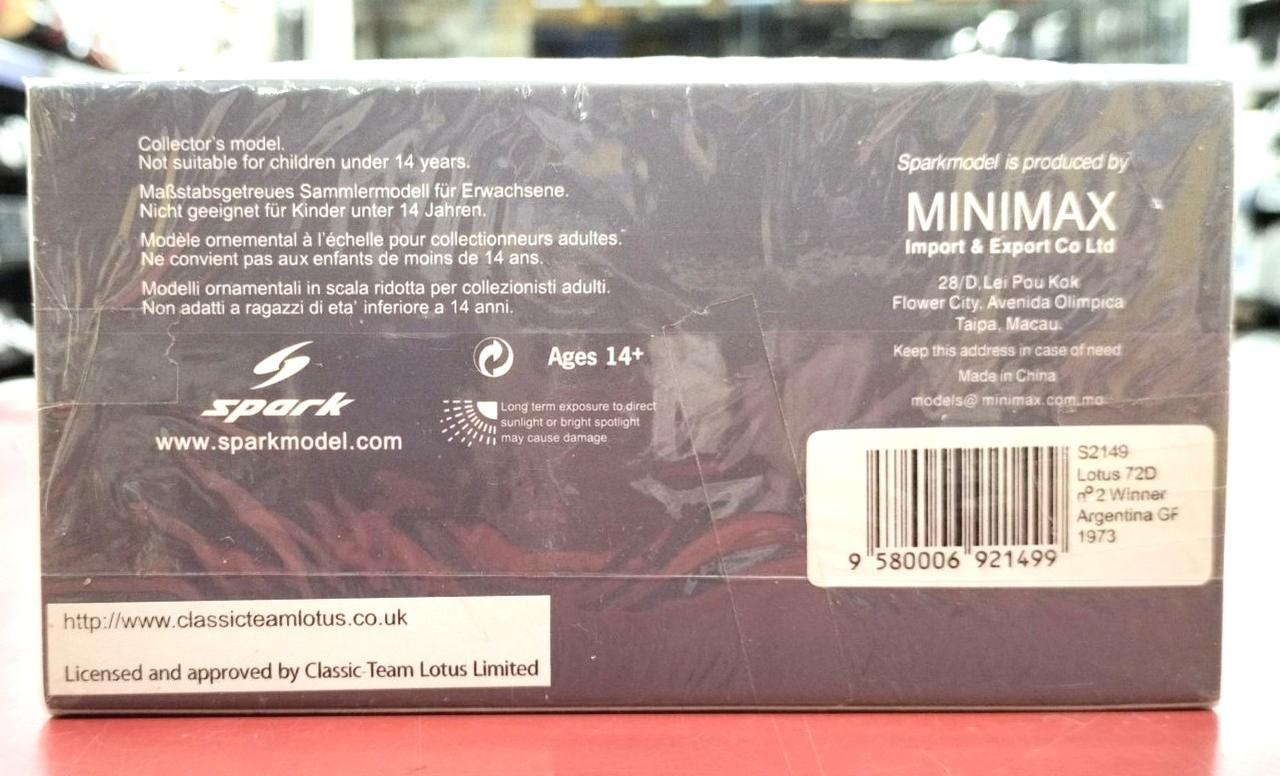 Collector's model.
Not suitable for children under 14 years.
Maßstabsgetreues Sammlermodell für Erwachsene.
Nicht geeignet für Kinder unter 14 Jahren.
Modèle ornemental à l'échelle pour collectionneurs adultes.
Ne convient pas aux enfants de moins de 14 ans.
Modelli ornamentali in scala ridotta per collezionisti adulti.
Non adatti a ragazzi di eta' inferiore a 14 anni.
spark
www.sparkmodel.com
Ages 14+
Long term exposure to direct
sunlight or bright spotlight
may cause damage
Sparkmodel is produced by
MINIMAX
Import & Export Co Ltd
28/D, Lei Pou Kok
Flower City, Avenida Olimpica
Taipa, Macau.
Keep this address in case of need
Made in China
models@minimax.com.mo
S2149
Lotus 72D
nº2 Winner
Argentina GP
1973
9 580006 921499
http://www.classicteamlotus.co.uk
Licensed and approved by Classic Team Lotus Limited